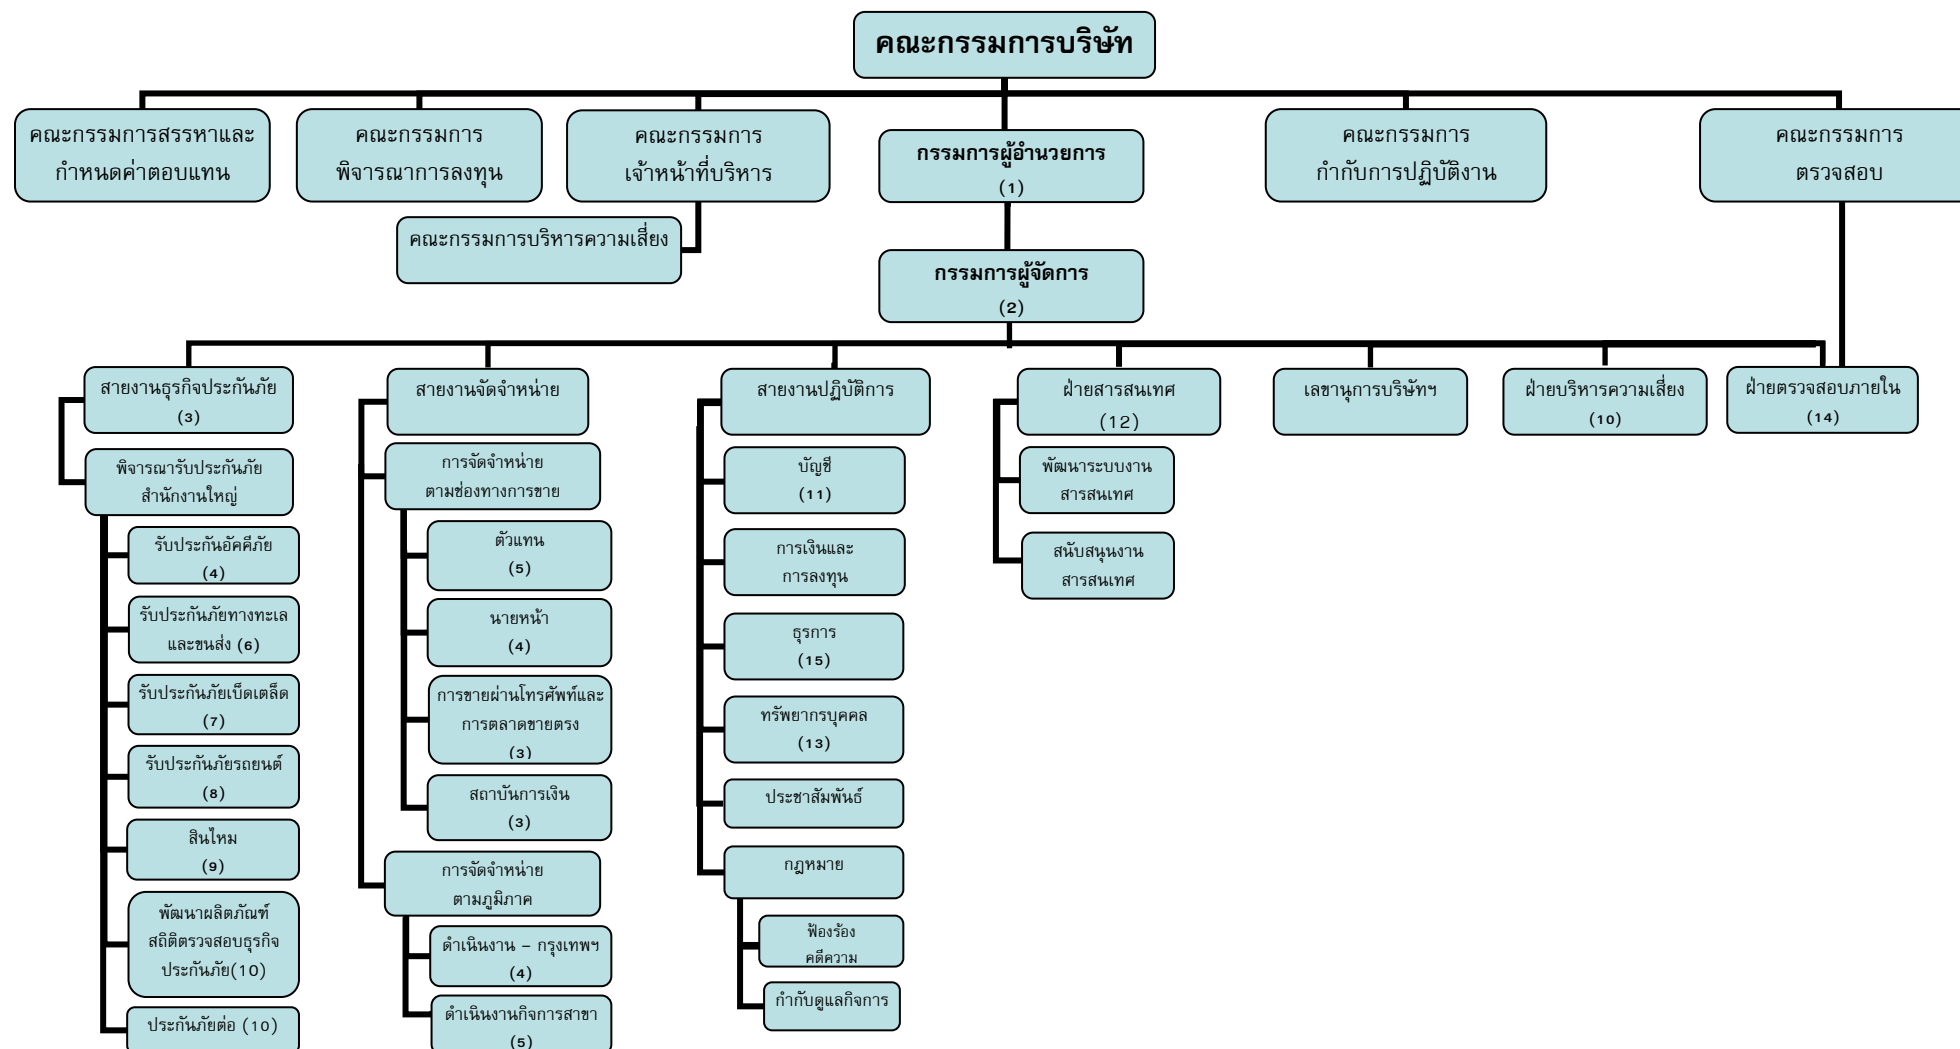 คณะกรรมการบริษัท
คณะกรรมการสรรหาและ
กำหนดค่าตอบแทน
คณะกรรมการ
พิจารณาการลงทุน
คณะกรรมการ
เจ้าหน้าที่บริหาร
กรรมการผู้อำนวยการ
(1)
คณะกรรมการ
กำกับการปฏิบัติงาน
คณะกรรมการ
ตรวจสอบ
คณะกรรมการบริหารความเสี่ยง
กรรมการผู้จัดการ
(2)
สายงานธุรกิจประกันภัย
(3)
พิจารณารับประกันภัย
สำนักงานใหญ่
รับประกันอัคคีภัย
(4)
รับประกันภัยทางทะเล
และขนส่ง (6)
รับประกันภัยเบ็ดเตล็ด
(7)
รับประกันภัยรถยนต์
(8)
สินไหม
(9)
พัฒนาผลิตภัณฑ์
สถิติตรวจสอบธุรกิจ
ประกันภัย(10)
ประกันภัยต่อ (10)
สายงานจัดจำหน่าย
การจัดจำหน่าย
ตามช่องทางการขาย
ตัวแทน
(5)
นายหน้า
(4)
การขายผ่านโทรศัพท์และ
การตลาดขายตรง
(3)
สถาบันการเงิน
(3)
การจัดจำหน่าย
ตามภูมิภาค
ดำเนินงาน – กรุงเทพฯ
(4)
ดำเนินงานกิจการสาขา
(5)
สายงานปฏิบัติการ
บัญชี
(11)
การเงินและ
การลงทุน
ธุรการ
(15)
ทรัพยากรบุคคล
(13)
ประชาสัมพันธ์
กฎหมาย
ฟ้องร้อง
คดีความ
กำกับดูแลกิจการ
ฝ่ายสารสนเทศ
(12)
พัฒนาระบบงาน
สารสนเทศ
สนับสนุนงาน
สารสนเทศ
เลขานุการบริษัทฯ
ฝ่ายบริหารความเสี่ยง
(10)
ฝ่ายตรวจสอบภายใน
(14)